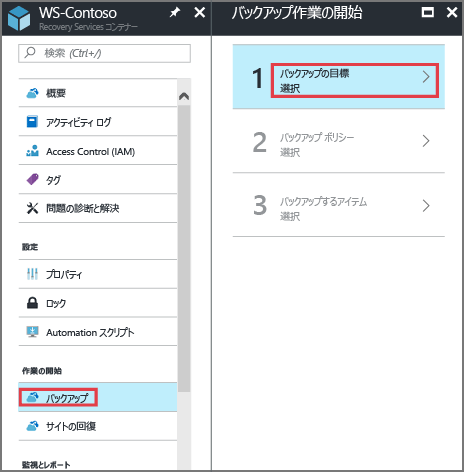 WS-Contoso
Recovery Services コンテナー
検索 (Ctrl+/)
概要
アクティビティ ログ
Access Control (IAM)
タグ
問題の診断と解決
設定
プロパティ
ロック
Automation スクリプト
作業の開始
バックアップ
サイトの回復
監視とレポート
バックアップ作業の開始
1 バックアップの目標
選択
2 バックアップ ポリシー
選択
3 バックアップするアイテム
選択